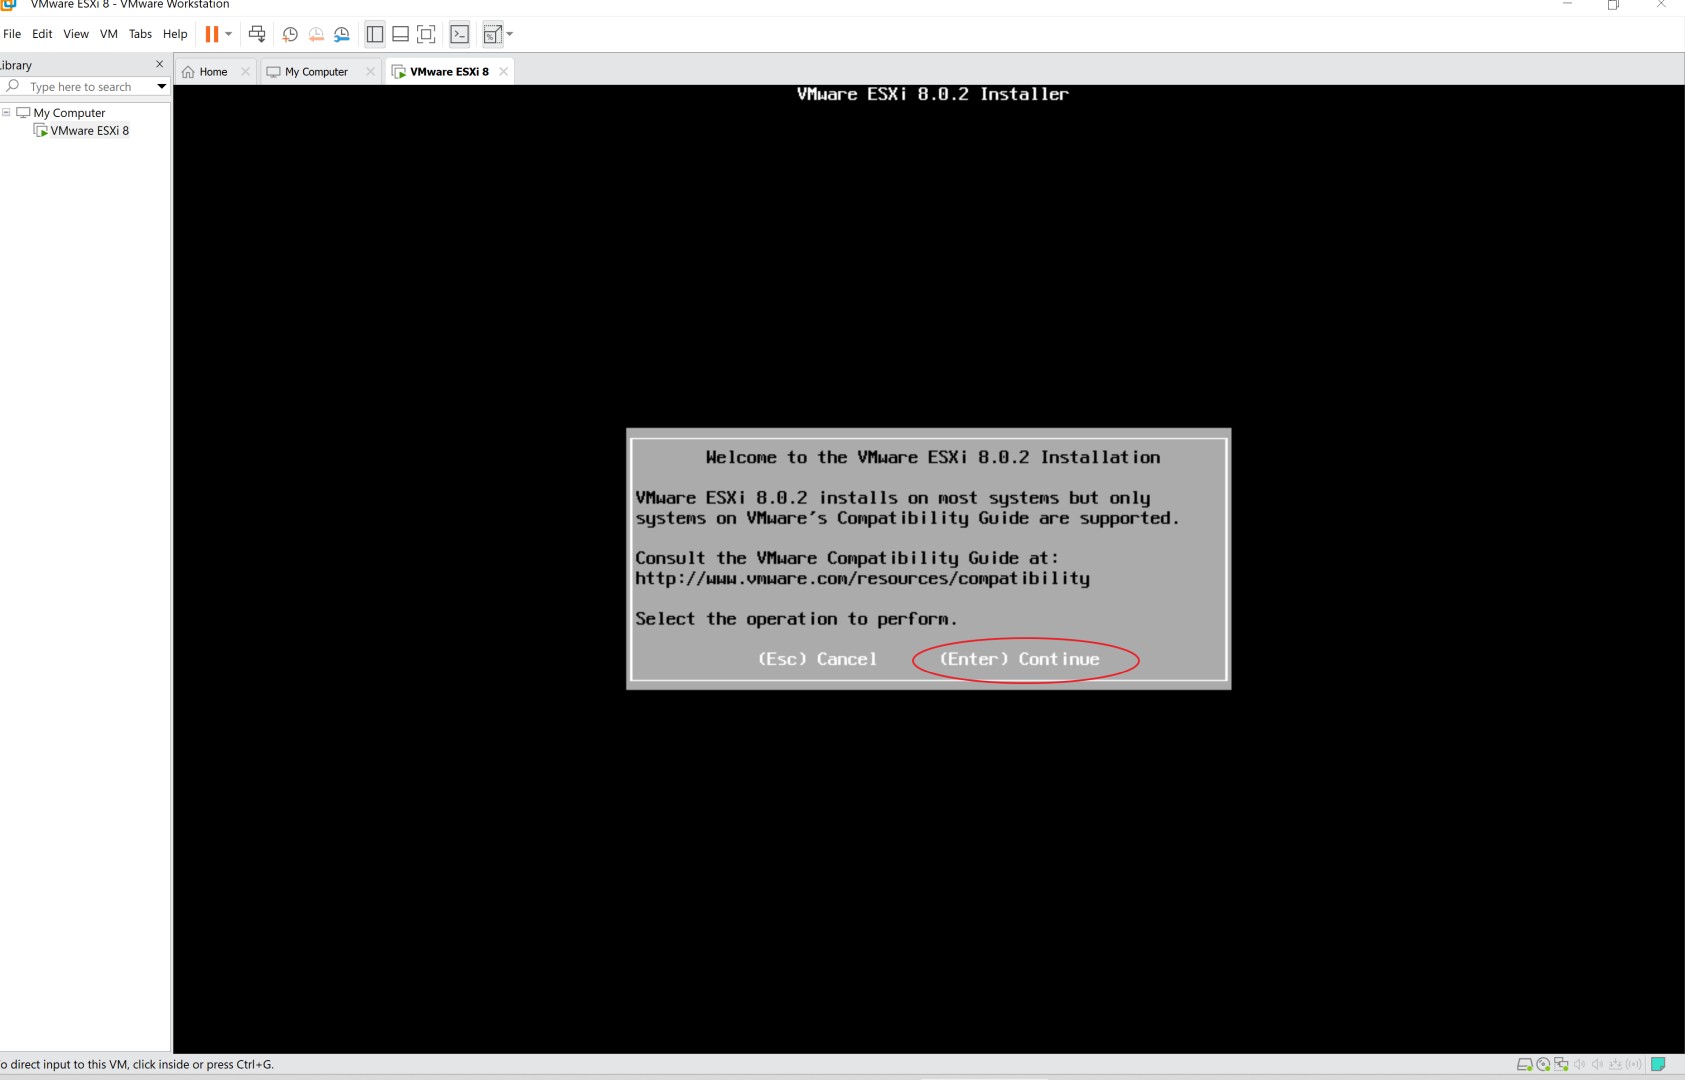 VMware ESXi 8 - VMware Workstation
File Edit View VM Tabs Help
Library
Home
My Computer
VMware ESXi 8
Type here to search
My Computer
VMware ESXi 8
VMware ESXi 8.0.2 Installer
Welcome to the VMware ESXi 8.0.2 Installation
VMware ESXi 8.0.2 installs on most systems but only
systems on VMware's Compatibility Guide are supported.
Consult the VMware Compatibility Guide at:
http://www.vmware.com/resources/compatibility
Select the operation to perform.
(Esc) Cancel (Enter) Continue
o direct input to this VM, click inside or press Ctrl+G.